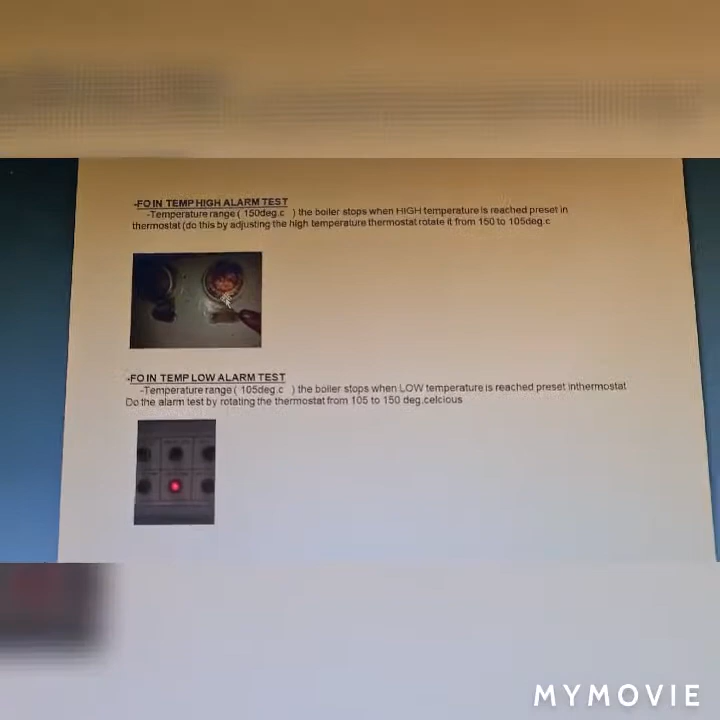 -FO IN TEMP HIGH ALARM TEST
-Temperature range ( 150deg.c ) the boiler stops when HIGH temperature is reached preset in
thermostat (do this by adjusting the high temperature thermostat rotate it from 150 to 105deg.c
-FO IN TEMP LOW ALARM TEST
-Temperature range ( 105deg.c ) the boiler stops when LOW temperature is reached preset inthermostat
Do the alarm test by rotating the thermostat from 105 to 150 deg.celcious
MYMOVIE